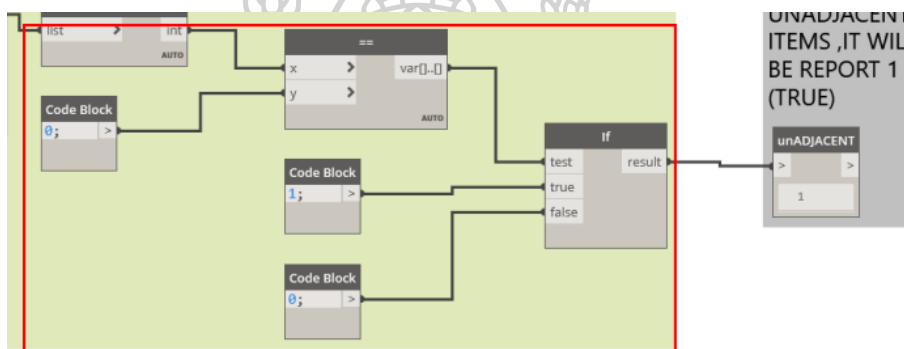 list > int
AUTO
Code Block
0; >
==
x > var[]..[]
y >
AUTO
Code Block
1; >
Code Block
0; >
If
test result
true
false
ITEMS ,IT WIL
BE REPORT 1
(TRUE)
unADJACENT
> >
1